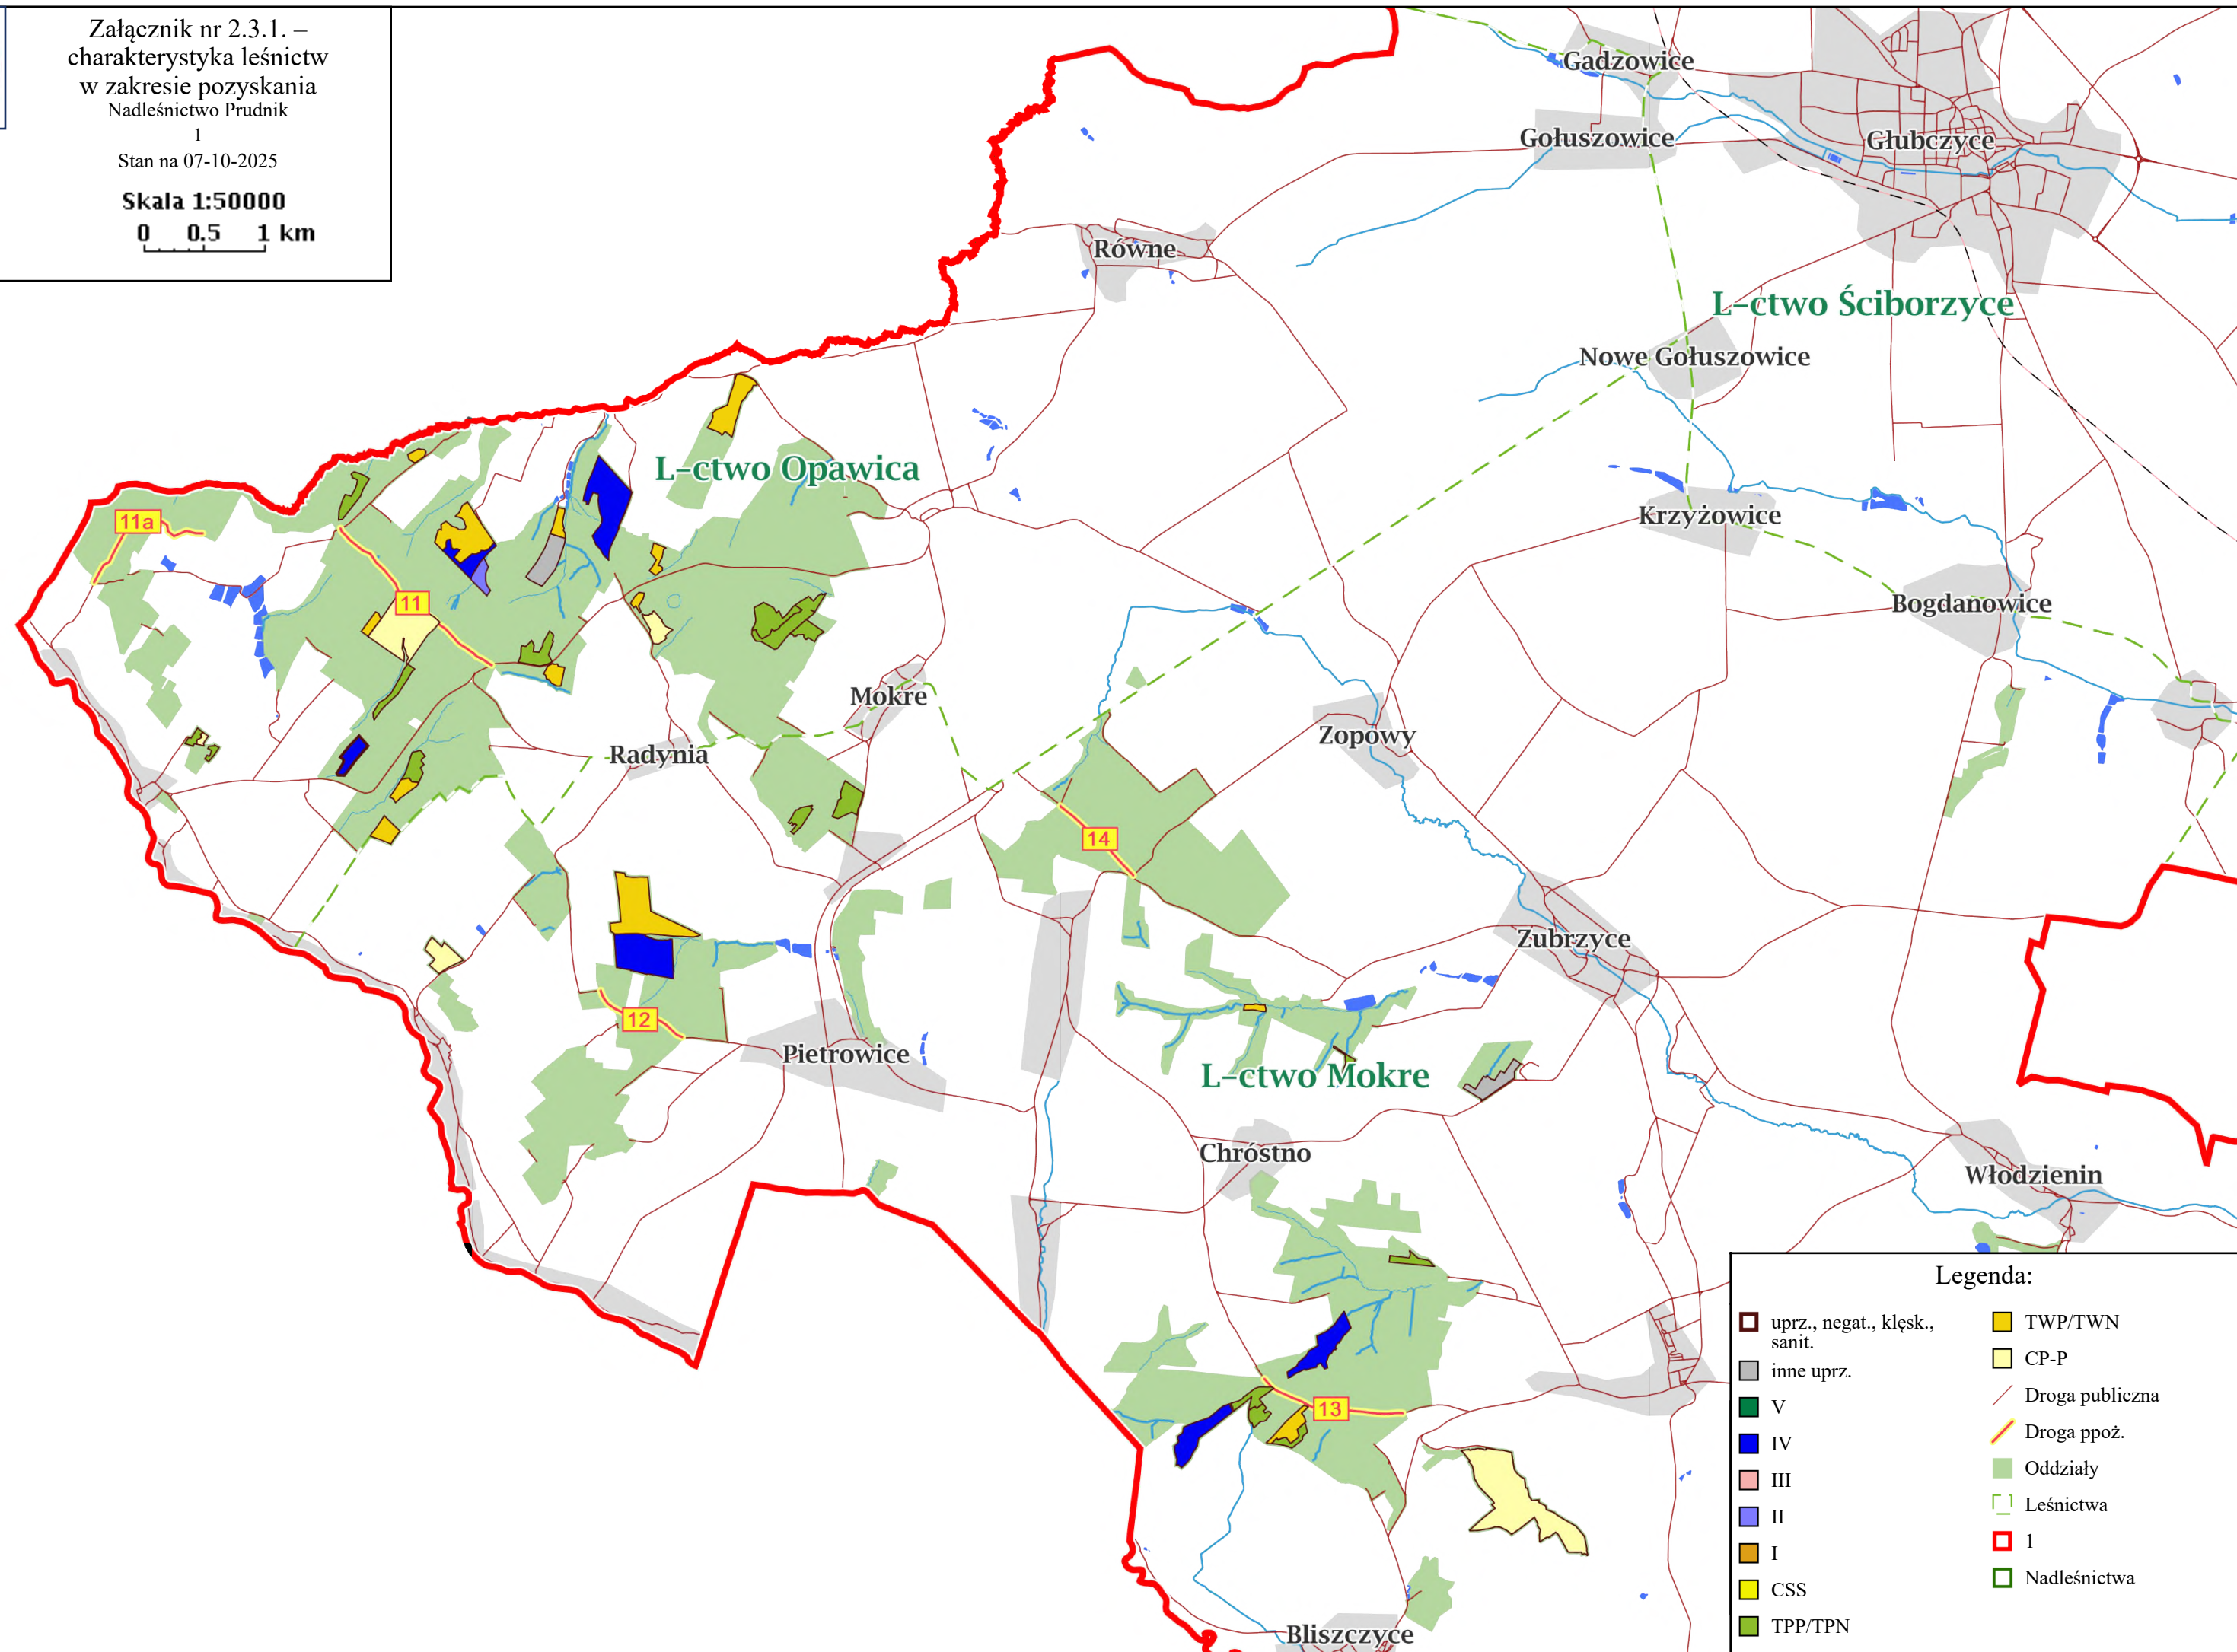 Załącznik nr 2.3.1. –
charakterystyka leśnictw
w zakresie pozyskania
Nadleśnictwo Prudnik
1
Stan na 07-10-2025
Skala 1:50000
0 0.5 1 km
Gadzowice
Gołuszowice
Głubczyce
Równe
L-ctwo Ściborzyce
Nowe Gołuszowice
L-ctwo Opawica
Krzyżowice
11a
11
Bogdanowice
Mokre
Zopowy
Radynia
14
Zubrzyce
12
Pietrowice
L-ctwo Mokre
Chróstno
Włodzienin
13
Bliszczyce
Legenda:
uprz., negat., klęsk.,
sanit.
inne uprz.
V
IV
III
II
I
CSS
TPP/TPN
TWP/TWN
CP-P
Droga publiczna
Droga ppoż.
Oddziały
Leśnictwa
1
Nadleśnictwa